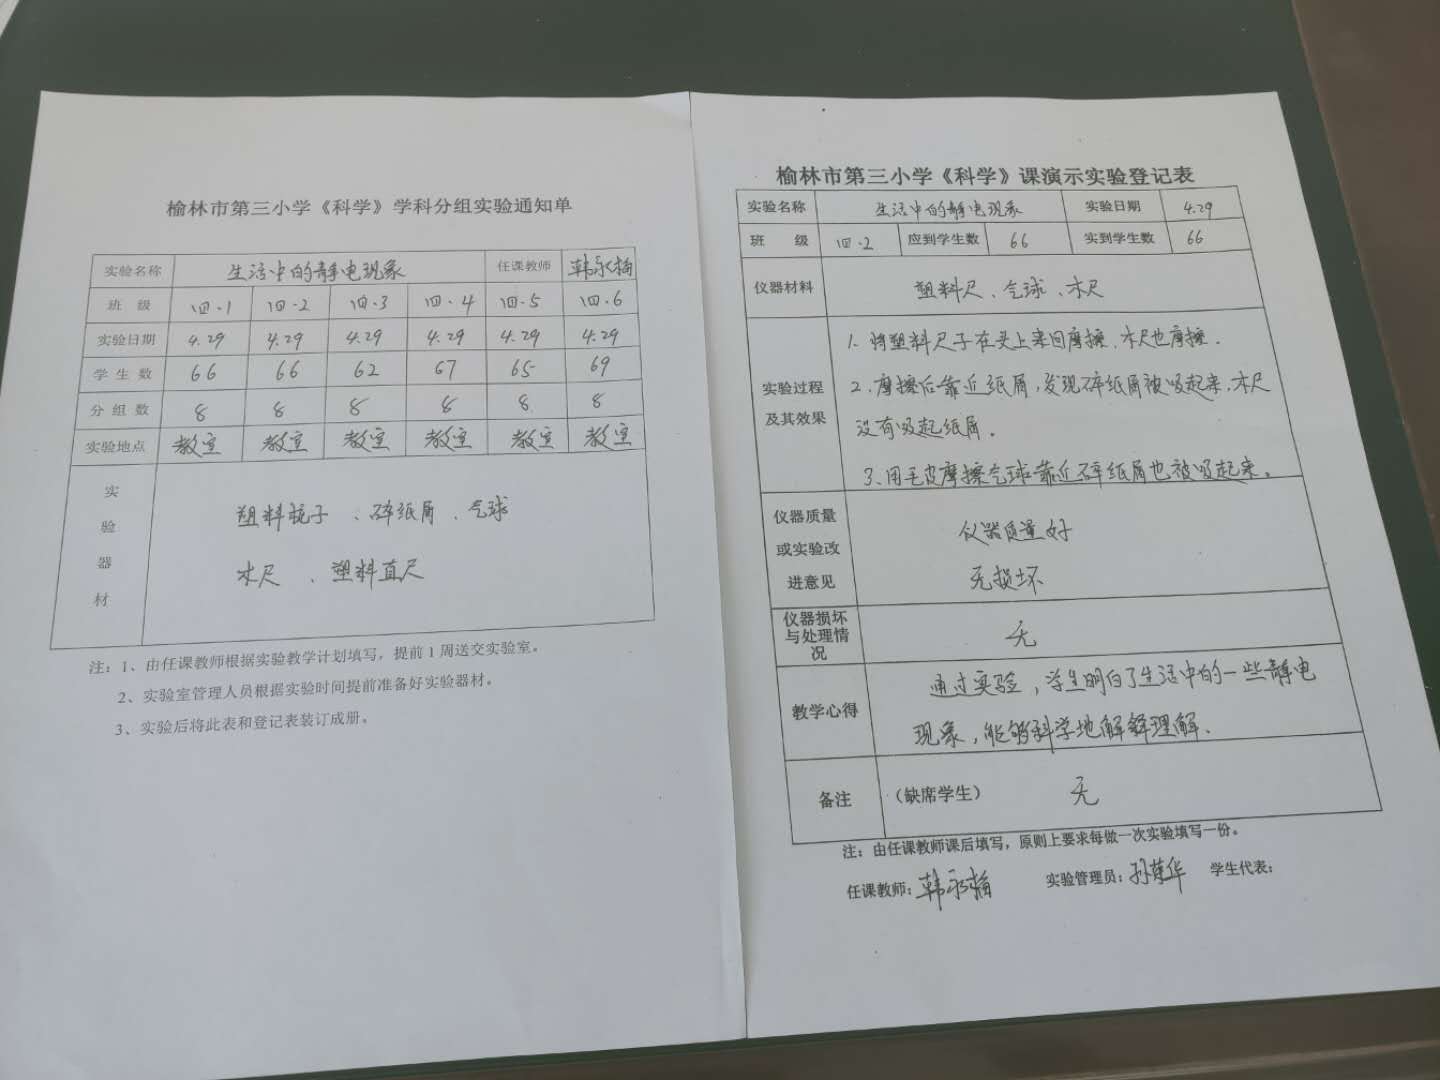 榆林市第三小学《科学》学科分组实验通知单
实验名称 生活中的静电现象 任课教师 韩永梅
班 级 四.1 四.2 四.3 四.4 四.5 四.6
实验日期 4.29 4.29 4.29 4.29 4.29 4.29
学 生 数 66 66 62 67 65 69
分 组 数 8 8 8 8 8 8
实验地点 教室 教室 教室 教室 教室 教室
实验器材 塑料梳子、碎纸屑、气球
木尺、塑料直尺
注：1、由任课教师根据实验教学计划填写，提前1周送交实验室。
2、实验室管理人员根据实验时间提前准备好实验器材。
3、实验后将此表和登记表装订成册。
榆林市第三小学《科学》课演示实验登记表
实验名称 生活中的静电现象 实验日期 4.29
班 级 四.2 应到学生数 66 实到学生数 66
仪器材料 塑料尺、气球、木尺
实验过程及其效果
1、将塑料尺子在头上来回摩擦、木尺也摩擦.
2、摩擦后靠近纸屑，发现碎纸屑被吸起来，木尺
没有吸起纸屑。
3、用毛皮摩擦气球靠近碎纸屑也被吸起来。
仪器质量或实验改进意见
仪器质量好
无损坏
仪器损坏与处理情况 无
教学心得 通过实验，学生明白了生活中的一些静电
现象，能够科学地解释理解.
备注 （缺席学生） 无
注：由任课教师课后填写，原则上要求每做一次实验填写一份。
任课教师：韩永梅 实验管理员：孙 华 学生代表：